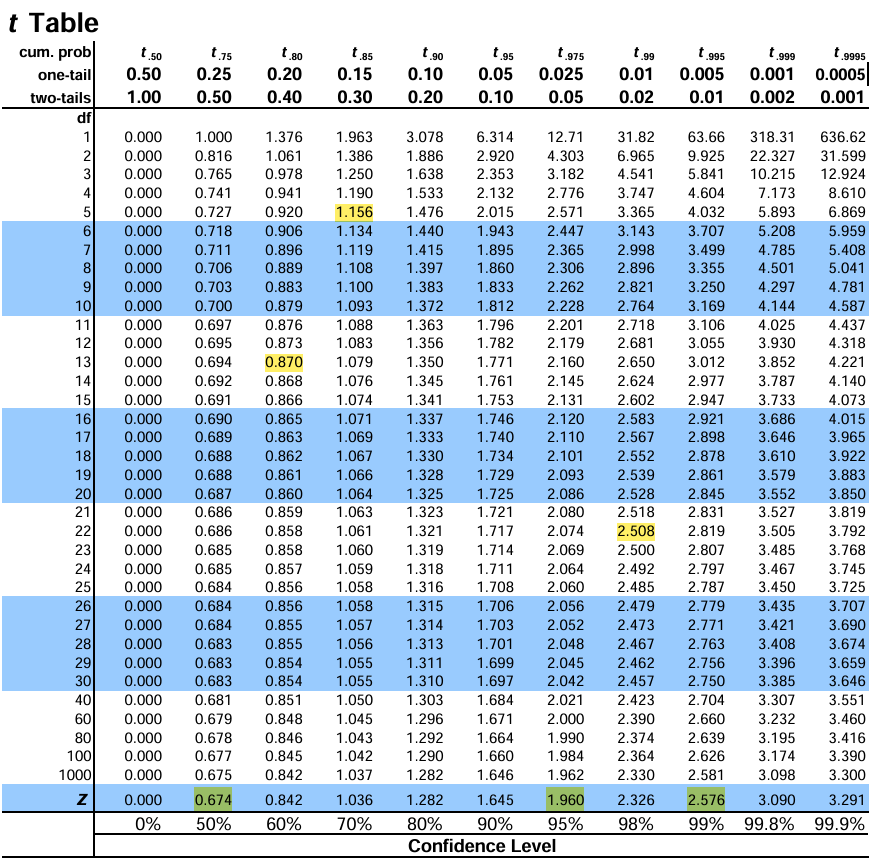 t Table
cum. prob t .50 t .75 t .80 t .85 t .90 t .95 t .975 t .99 t .995 t .999 t .9995
one-tail 0.50 0.25 0.20 0.15 0.10 0.05 0.025 0.01 0.005 0.001 0.0005
two-tails 1.00 0.50 0.40 0.30 0.20 0.10 0.05 0.02 0.01 0.002 0.001
df
1 0.000 1.000 1.376 1.963 3.078 6.314 12.71 31.82 63.66 318.31 636.62
2 0.000 0.816 1.061 1.386 1.886 2.920 4.303 6.965 9.925 22.327 31.599
3 0.000 0.765 0.978 1.250 1.638 2.353 3.182 4.541 5.841 10.215 12.924
4 0.000 0.741 0.941 1.190 1.533 2.132 2.776 3.747 4.604 7.173 8.610
5 0.000 0.727 0.920 1.156 1.476 2.015 2.571 3.365 4.032 5.893 6.869
6 0.000 0.718 0.906 1.134 1.440 1.943 2.447 3.143 3.707 5.208 5.959
7 0.000 0.711 0.896 1.119 1.415 1.895 2.365 2.998 3.499 4.785 5.408
8 0.000 0.706 0.889 1.108 1.397 1.860 2.306 2.896 3.355 4.501 5.041
9 0.000 0.703 0.883 1.100 1.383 1.833 2.262 2.821 3.250 4.297 4.781
10 0.000 0.700 0.879 1.093 1.372 1.812 2.228 2.764 3.169 4.144 4.587
11 0.000 0.697 0.876 1.088 1.363 1.796 2.201 2.718 3.106 4.025 4.437
12 0.000 0.695 0.873 1.083 1.356 1.782 2.179 2.681 3.055 3.930 4.318
13 0.000 0.694 0.870 1.079 1.350 1.771 2.160 2.650 3.012 3.852 4.221
14 0.000 0.692 0.868 1.076 1.345 1.761 2.145 2.624 2.977 3.787 4.140
15 0.000 0.691 0.866 1.074 1.341 1.753 2.131 2.602 2.947 3.733 4.073
16 0.000 0.690 0.865 1.071 1.337 1.746 2.120 2.583 2.921 3.686 4.015
17 0.000 0.689 0.863 1.069 1.333 1.740 2.110 2.567 2.898 3.646 3.965
18 0.000 0.688 0.862 1.067 1.330 1.734 2.101 2.552 2.878 3.610 3.922
19 0.000 0.688 0.861 1.066 1.328 1.729 2.093 2.539 2.861 3.579 3.883
20 0.000 0.687 0.860 1.064 1.325 1.725 2.086 2.528 2.845 3.552 3.850
21 0.000 0.686 0.859 1.063 1.323 1.721 2.080 2.518 2.831 3.527 3.819
22 0.000 0.686 0.858 1.061 1.321 1.717 2.074 2.508 2.819 3.505 3.792
23 0.000 0.685 0.858 1.060 1.319 1.714 2.069 2.500 2.807 3.485 3.768
24 0.000 0.685 0.857 1.059 1.318 1.711 2.064 2.492 2.797 3.467 3.745
25 0.000 0.684 0.856 1.058 1.316 1.708 2.060 2.485 2.787 3.450 3.725
26 0.000 0.684 0.856 1.058 1.315 1.706 2.056 2.479 2.779 3.435 3.707
27 0.000 0.684 0.855 1.057 1.314 1.703 2.052 2.473 2.771 3.421 3.690
28 0.000 0.683 0.855 1.056 1.313 1.701 2.048 2.467 2.763 3.408 3.674
29 0.000 0.683 0.854 1.055 1.311 1.699 2.045 2.462 2.756 3.396 3.659
30 0.000 0.683 0.854 1.055 1.310 1.697 2.042 2.457 2.750 3.385 3.646
40 0.000 0.681 0.851 1.050 1.303 1.684 2.021 2.423 2.704 3.307 3.551
60 0.000 0.679 0.848 1.045 1.296 1.671 2.000 2.390 2.660 3.232 3.460
80 0.000 0.678 0.846 1.043 1.292 1.664 1.990 2.374 2.639 3.195 3.416
100 0.000 0.677 0.845 1.042 1.290 1.660 1.984 2.364 2.626 3.174 3.390
1000 0.000 0.675 0.842 1.037 1.282 1.646 1.962 2.330 2.581 3.098 3.300
Z 0.000 0.674 0.842 1.036 1.282 1.645 1.960 2.326 2.576 3.090 3.291
0% 50% 60% 70% 80% 90% 95% 98% 99% 99.8% 99.9%
Confidence Level